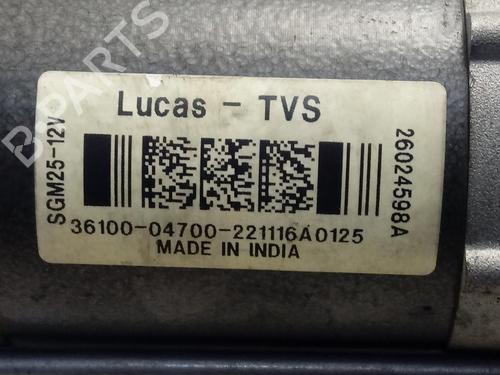 Lucas - TVS
SGM25-12V
26024598A
36100-04700-221116A0125
MADE IN INDIA
B PARTS